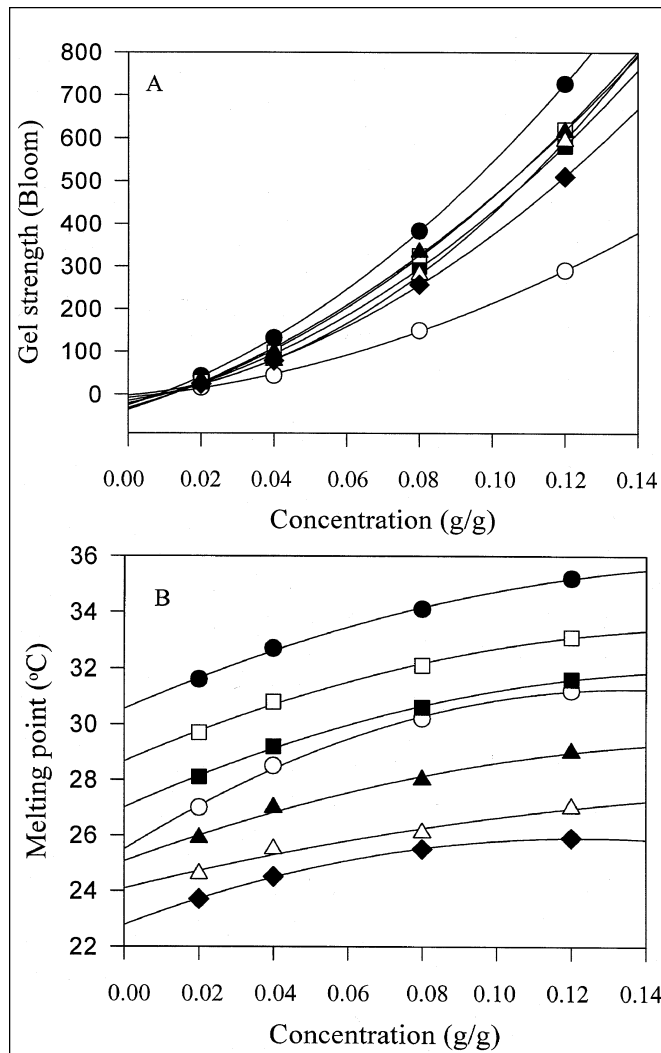 A
Gel strength (Bloom)
800
700
600
500
400
300
200
100
0
0.00 0.02 0.04 0.06 0.08 0.10 0.12 0.14
Concentration (g/g)
B
Melting point (°C)
36
34
32
30
28
26
24
22
0.00 0.02 0.04 0.06 0.08 0.10 0.12 0.14
Concentration (g/g)